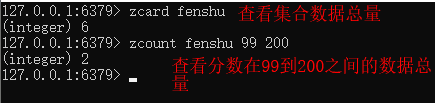 127.0.0.1:6379> zcard fenshu 查看集合数据总量
(integer) 6
127.0.0.1:6379> zcount fenshu 99 200
(integer) 2
127.0.0.1:6379> 查看分数在99到200之间的数据总
量